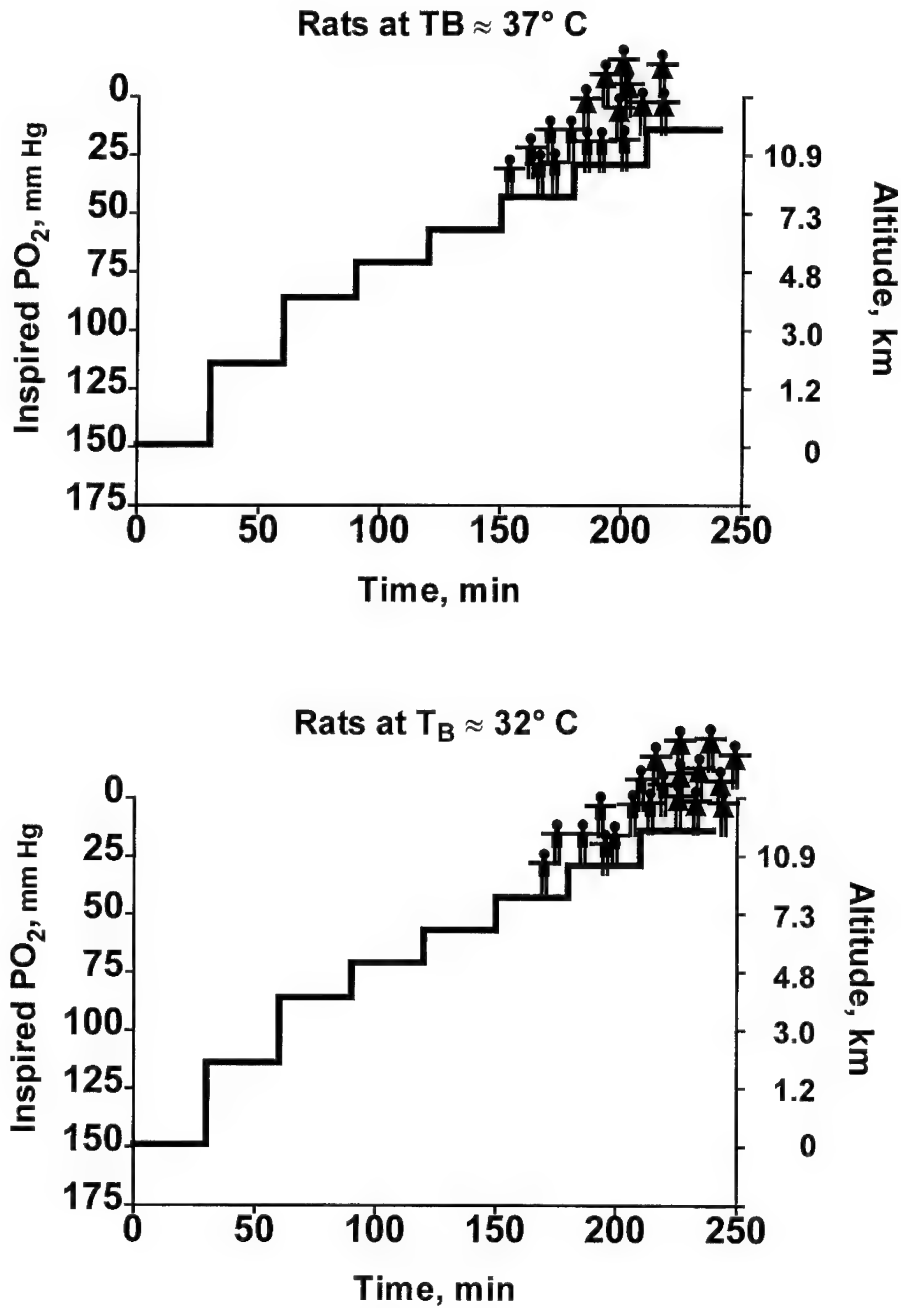 Rats at TB ≈ 37° C
0
25
50
75
100
125
150
175
Inspired PO2, mm Hg
10.9
7.3
4.8
3.0
1.2
0
Altitude, km
0 50 100 150 200 250
Time, min
Rats at TB ≈ 32° C
0
25
50
75
100
125
150
175
Inspired PO2, mm Hg
10.9
7.3
4.8
3.0
1.2
0
Altitude, km
0 50 100 150 200 250
Time, min